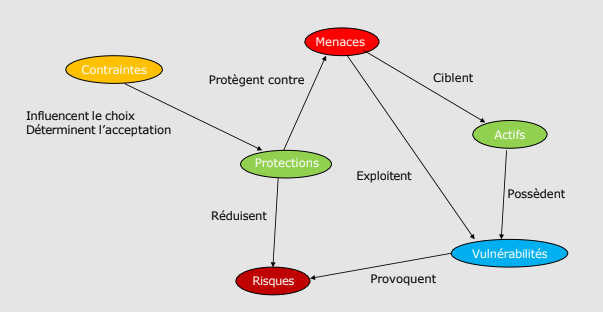 Menaces
Contraintes
Protègent contre
Ciblent
Influencent le choix
Déterminent l'acceptation
Actifs
Protections
Exploitent
Possèdent
Réduisent
Vulnérabilités
Risques
Provoquent